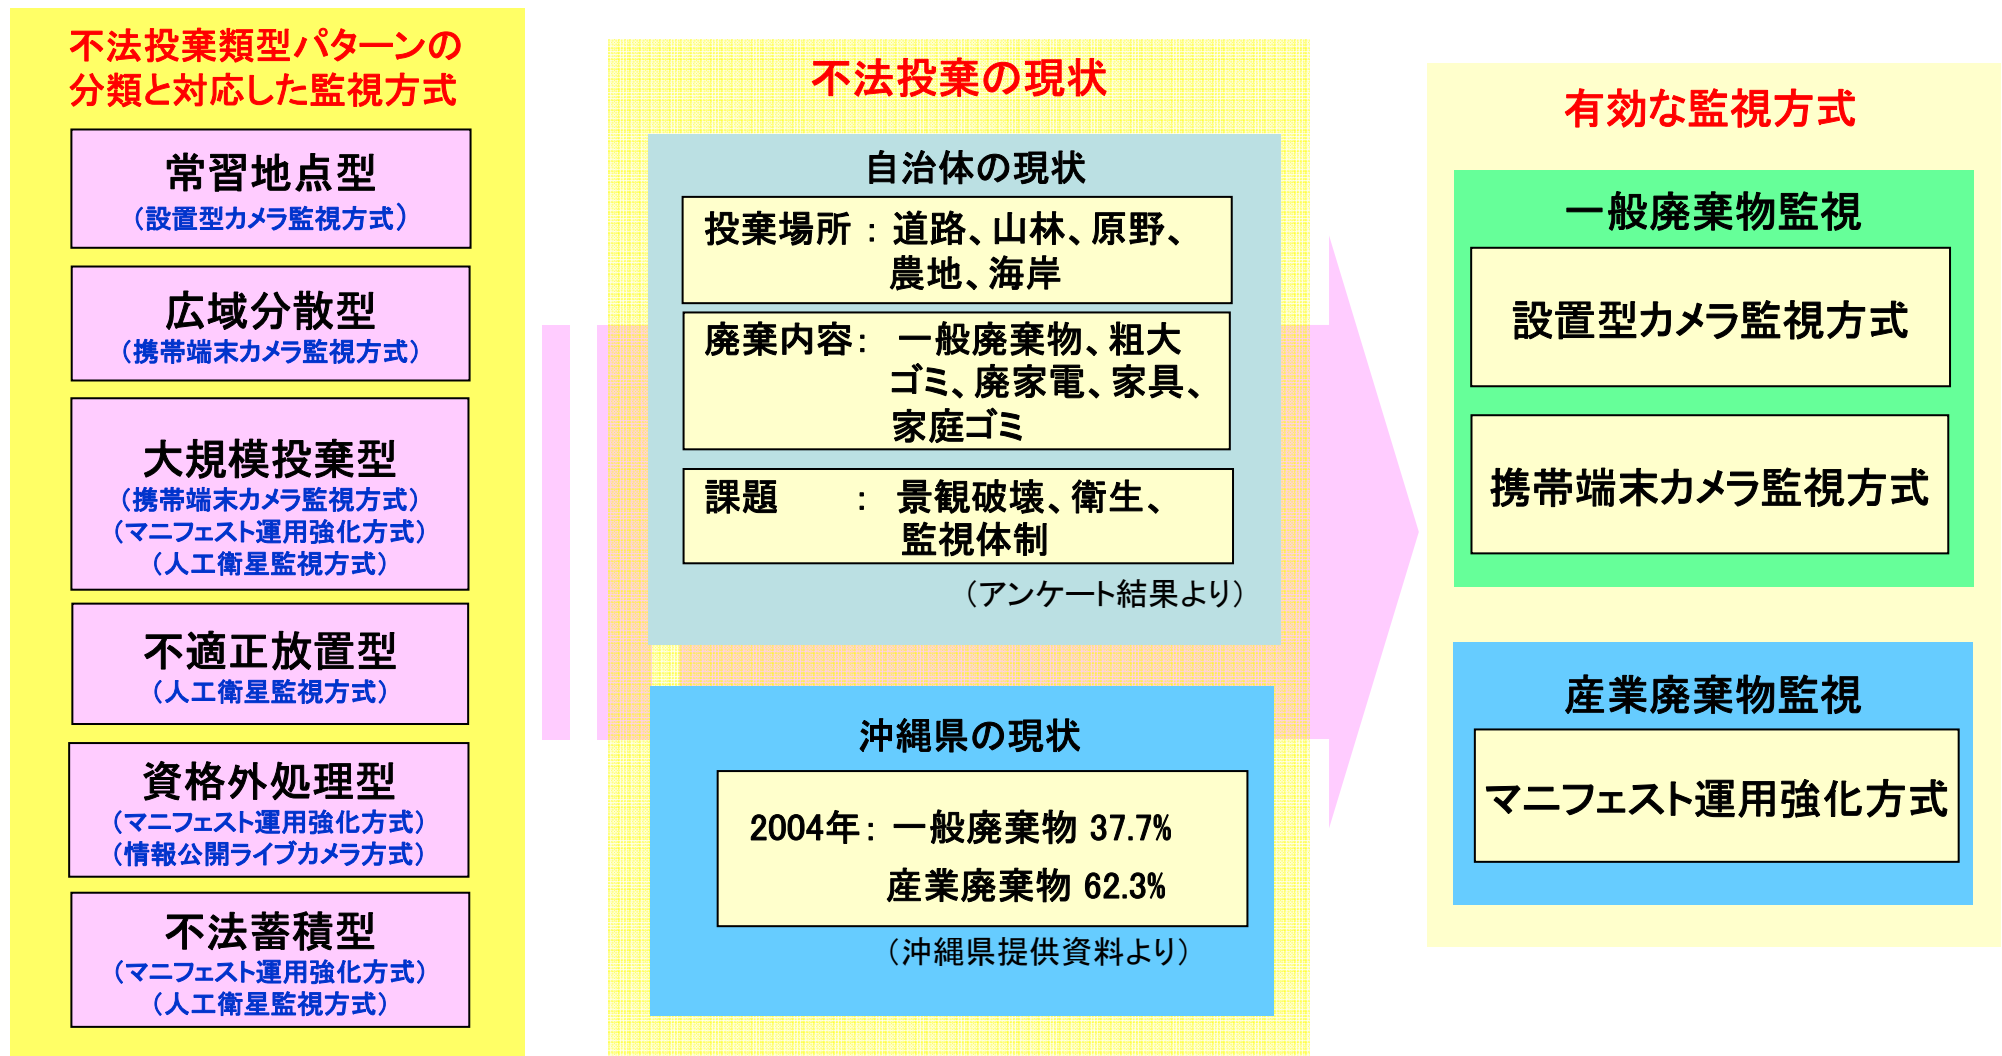 不法投棄類型パターンの
分類と対応した監視方式
常習地点型
（設置型カメラ監視方式）
広域分散型
（携帯端末カメラ監視方式）
大規模投棄型
（携帯端末カメラ監視方式）
（マニフェスト運用強化方式）
（人工衛星監視方式）
不適正放置型
（人工衛星監視方式）
資格外処理型
（マニフェスト運用強化方式）
（情報公開ライブカメラ方式）
不法蓄積型
（マニフェスト運用強化方式）
（人工衛星監視方式）
不法投棄の現状
自治体の現状
投棄場所 ： 道路、山林、原野、
農地、海岸
廃棄内容： 一般廃棄物、粗大
ゴミ、廃家電、家具、
家庭ゴミ
課題 ： 景観破壊、衛生、
監視体制
（アンケート結果より）
沖縄県の現状
2004年： 一般廃棄物 37.7%
産業廃棄物 62.3%
（沖縄県提供資料より）
有効な監視方式
一般廃棄物監視
設置型カメラ監視方式
携帯端末カメラ監視方式
産業廃棄物監視
マニフェスト運用強化方式